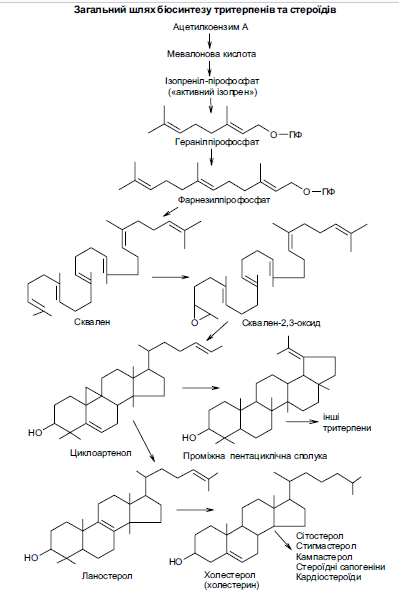 Загальний шлях біосинтезу тритерпенів та стероїдів
Ацетилкоензим А
Мевалонова кислота
Ізопреніл-пірофосфат
(«активний ізопрен»)
O—ПФ
Геранілпірофосфат
O—ПФ
Фарнезилпірофосфат
O
Сквален
Сквален-2,3-оксид
HO
HO
інші
тритерпени
Циклоартенол
Проміжна пентациклічна сполука
HO
HO
Ланостерол
Холестерол
(холестерин)
Сітостерол
Стигмастерол
Кампастерол
Стероїдні сапогеніни
Кардіостероїди